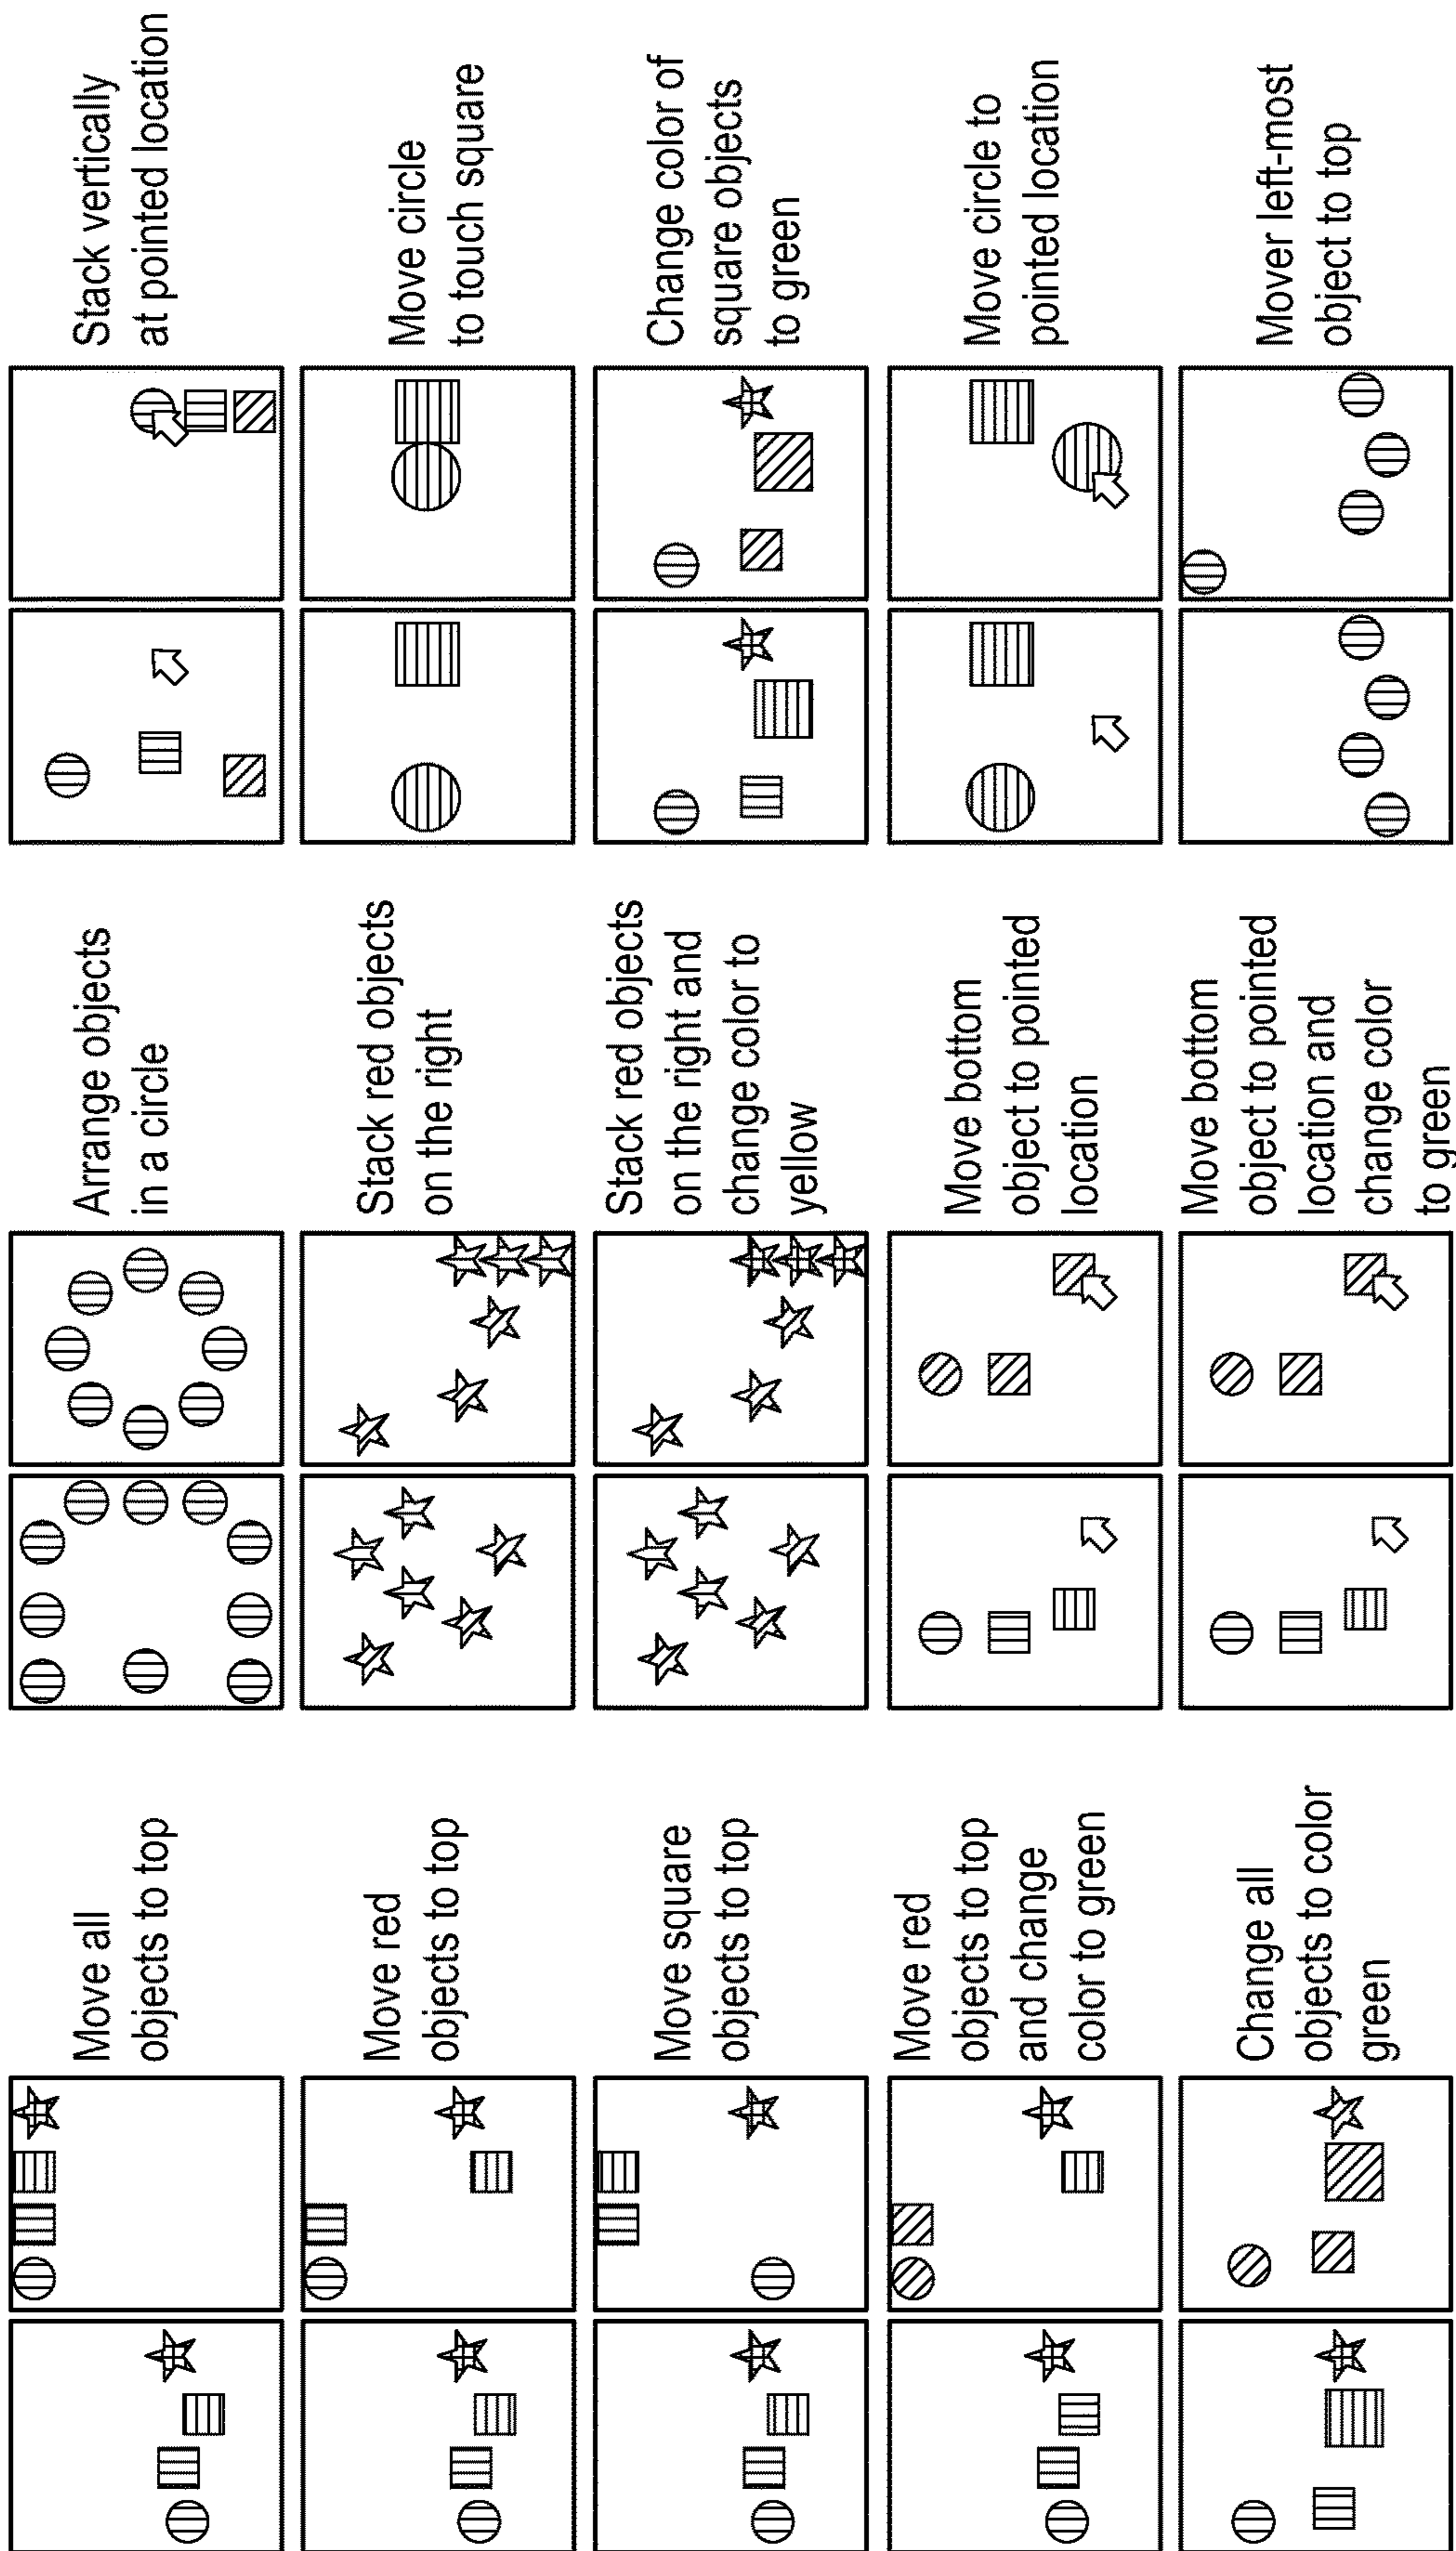 Move all
objects to top
Move red
objects to top
Move square
objects to top
Move red
objects to top
and change
color to green
Change all
objects to color
green
Arrange objects
in a circle
Stack red objects
on the right
Stack red objects
on the right and
change color to
yellow
Move bottom
object to pointed
location
Move bottom
object to pointed
location and
change color
to green
Stack vertically
at pointed location
Move circle
to touch square
Change color of
square objects
to green
Move circle to
pointed location
Mover left-most
object to top